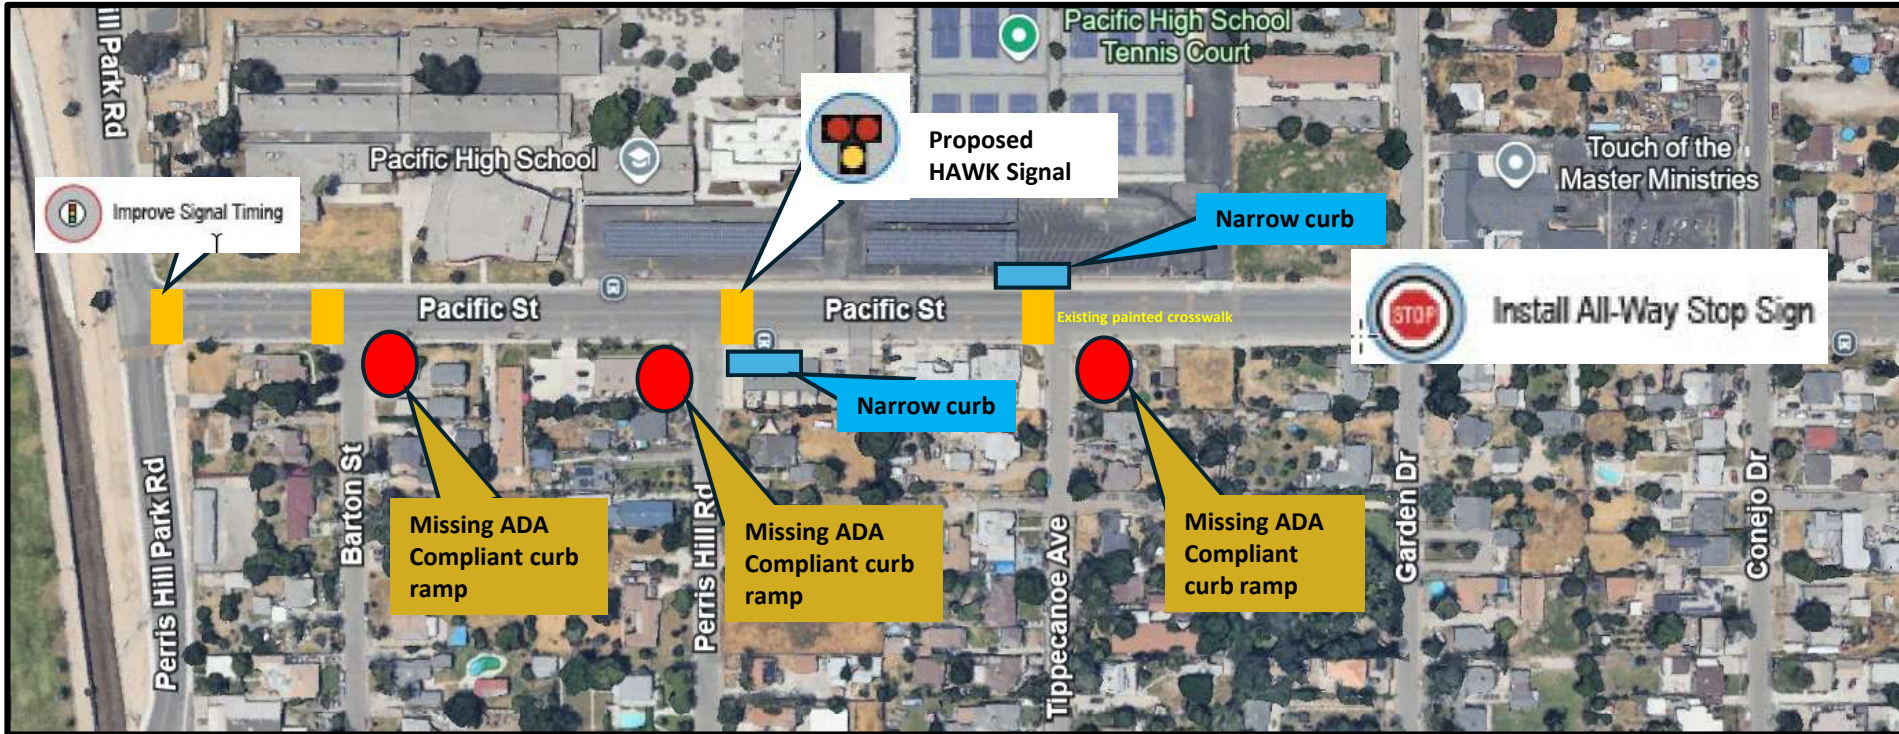 Hill Park Rd
Pacific High School
Tennis Court
Proposed
HAWK Signal
Pacific High School
Touch of the
Master Ministries
Improve Signal Timing
Narrow curb
Pacific St
Pacific St
Existing painted crosswalk
STOP
Install All-Way Stop Sign
Narrow curb
Missing ADA
Compliant curb
ramp
Missing ADA
Compliant curb
ramp
Missing ADA
Compliant
curb ramp
Perris Hill Park Rd
Barton St
Perris Hill Rd
Tippecanoe Ave
Garden Dr
Conejo Dr